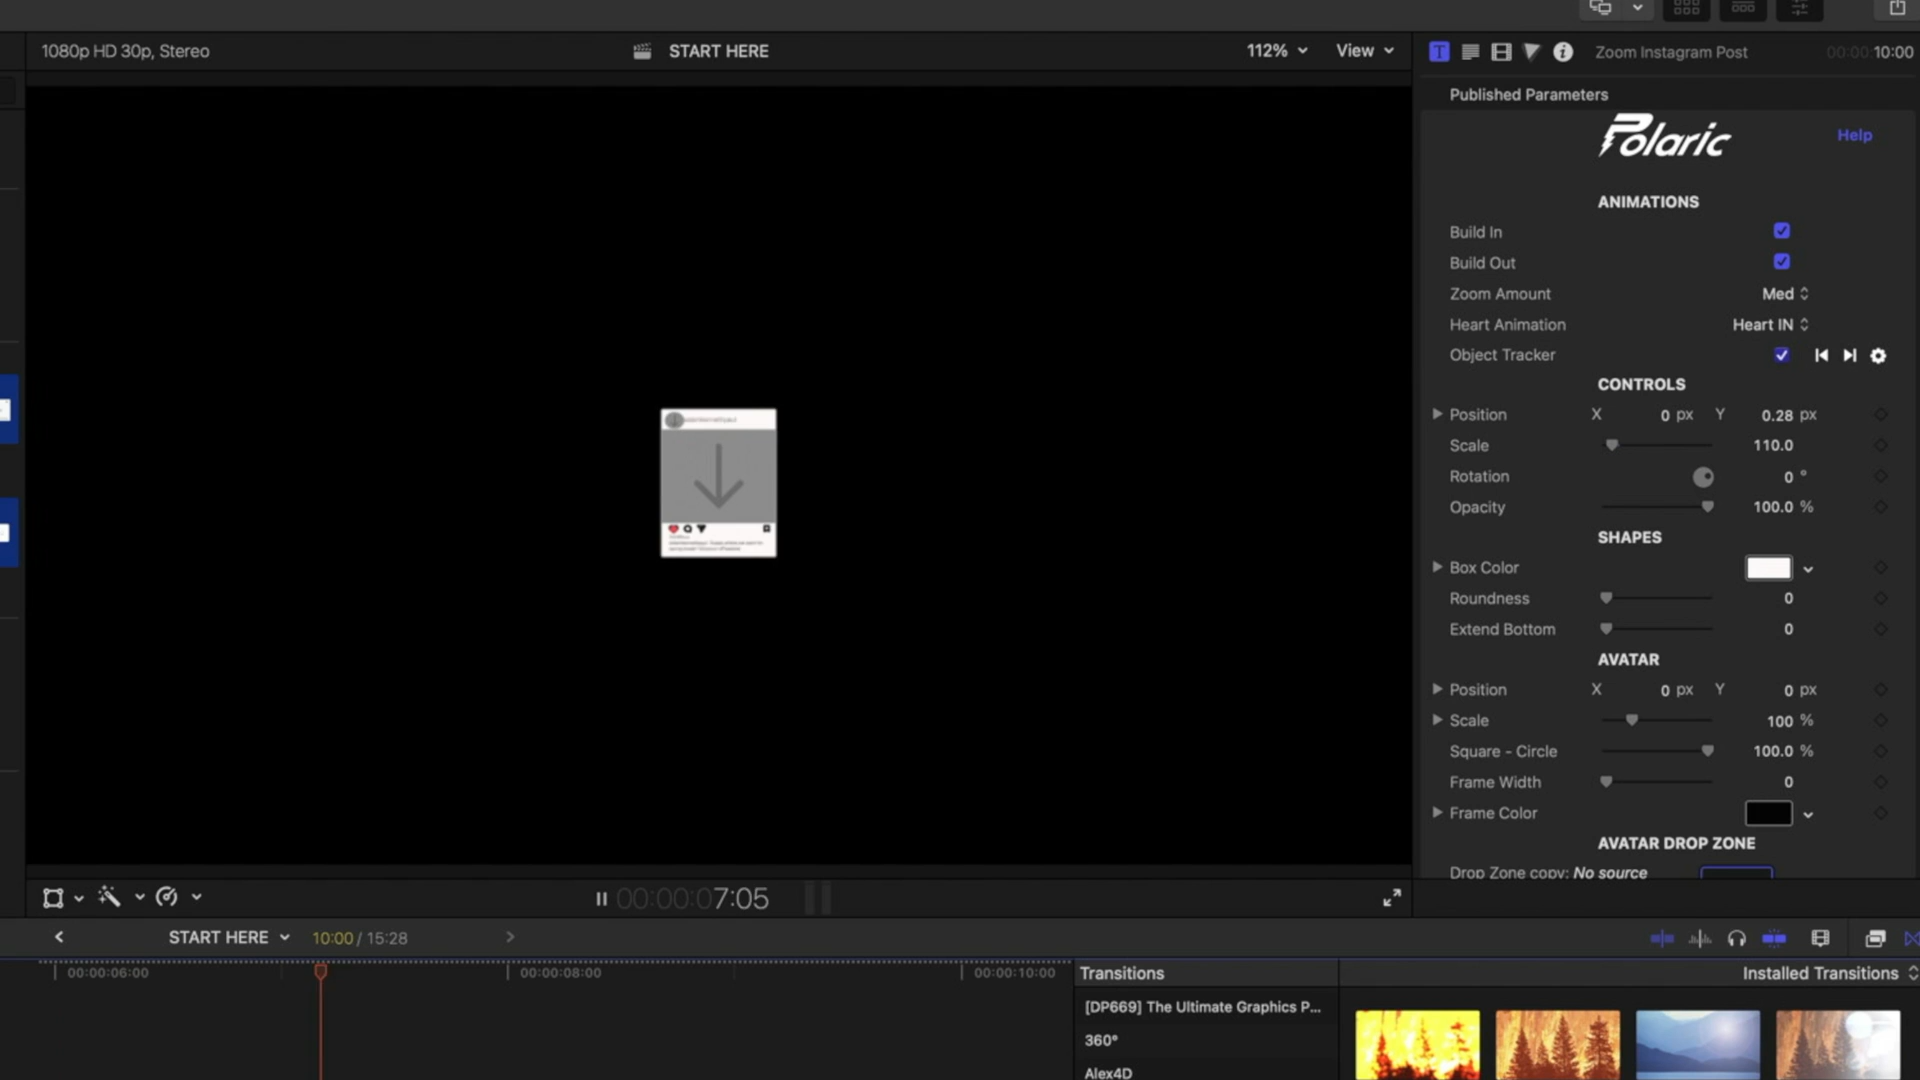 1080p HD 30p, Stereo
START HERE
112%
View
Zoom Instagram Post
00:00:10:00
Published Parameters
Polaric
Help
ANIMATIONS
Build In
Build Out
Zoom Amount
Med
Heart Animation
Heart IN
Object Tracker
CONTROLS
Position X 0 px Y 0.28 px
Scale 110.0
Rotation 0 °
Opacity 100.0 %
SHAPES
Box Color
Roundness 0
Extend Bottom 0
AVATAR
Position X 0 px Y 0 px
Scale 100 %
Square - Circle 100.0 %
Frame Width 0
Frame Color
AVATAR DROP ZONE
Drop Zone copy: No source
00:00:07:05
START HERE
10:00 / 15:28
00:00:06:00
00:00:08:00
00:00:10:00
Transitions
Installed Transitions
[DP669] The Ultimate Graphics P...
360°
Alex4D